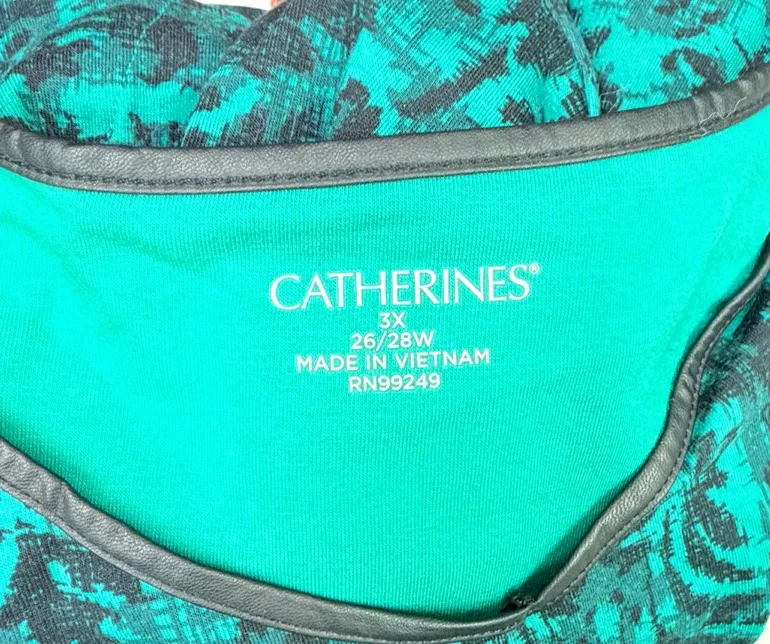 CATHERINES®
3X
26/28W
MADE IN VIETNAM
RN99249